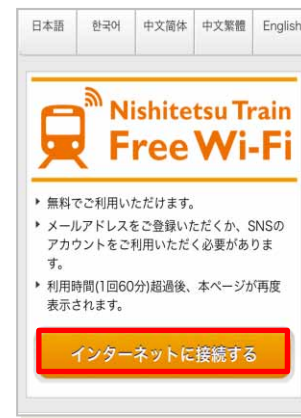 日本語 한국어 中文简体 中文繁體 English
Nishitetsu Train
Free Wi-Fi
無料でご利用いただけます。
メールアドレスをご登録いただくか、SNSの
アカウントをご利用いただく必要がありま
す。
利用時間(1回60分)超過後、本ページが再度
表示されます。
インターネットに接続する